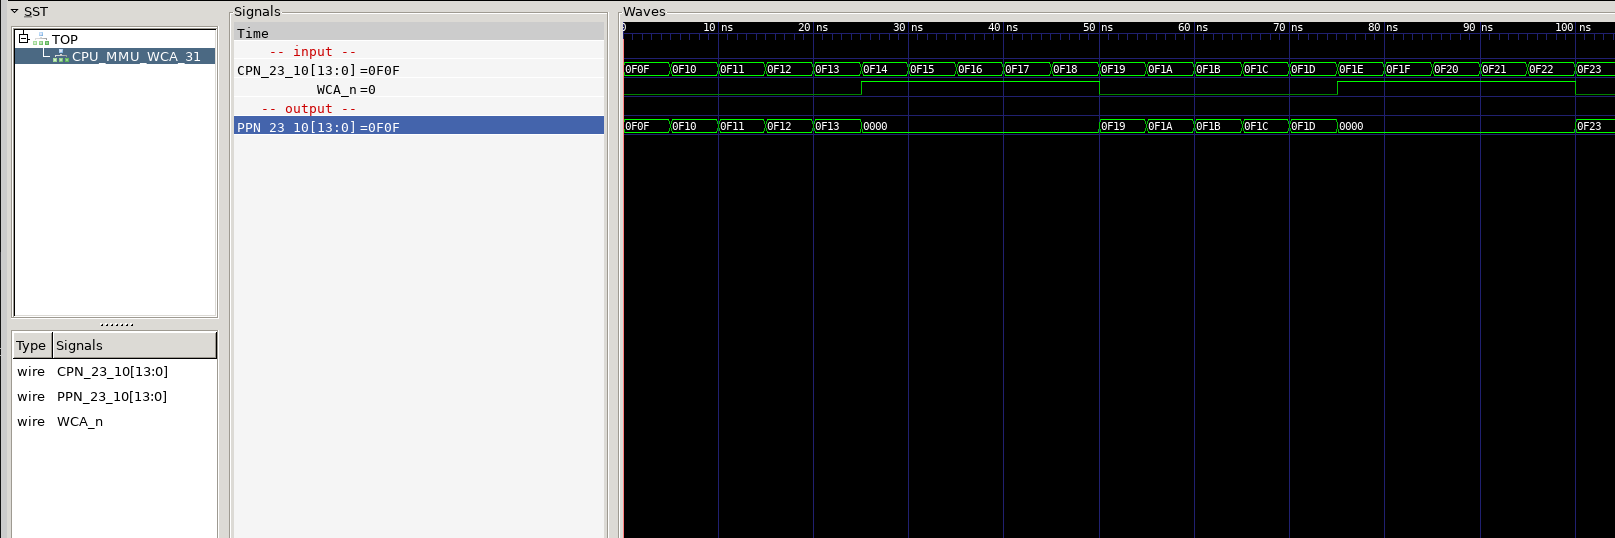 SST
TOP
CPU_MMU_WCA_31
Type Signals
wire CPN_23_10[13:0]
wire PPN_23_10[13:0]
wire WCA_n
Signals
Time
-- input --
CPN_23_10[13:0] =0F0F
WCA_n =0
-- output --
PPN_23_10[13:0] =0F0F
Waves
0 10 ns 20 ns 30 ns 40 ns 50 ns 60 ns 70 ns 80 ns 90 ns 100 ns
0F0F 0F10 0F11 0F12 0F13 0F14 0F15 0F16 0F17 0F18 0F19 0F1A 0F1B 0F1C 0F1D 0F1E 0F1F 0F20 0F21 0F22 0F23
0F0F 0F10 0F11 0F12 0F13 0000 0F19 0F1A 0F1B 0F1C 0F1D 0000 0F23